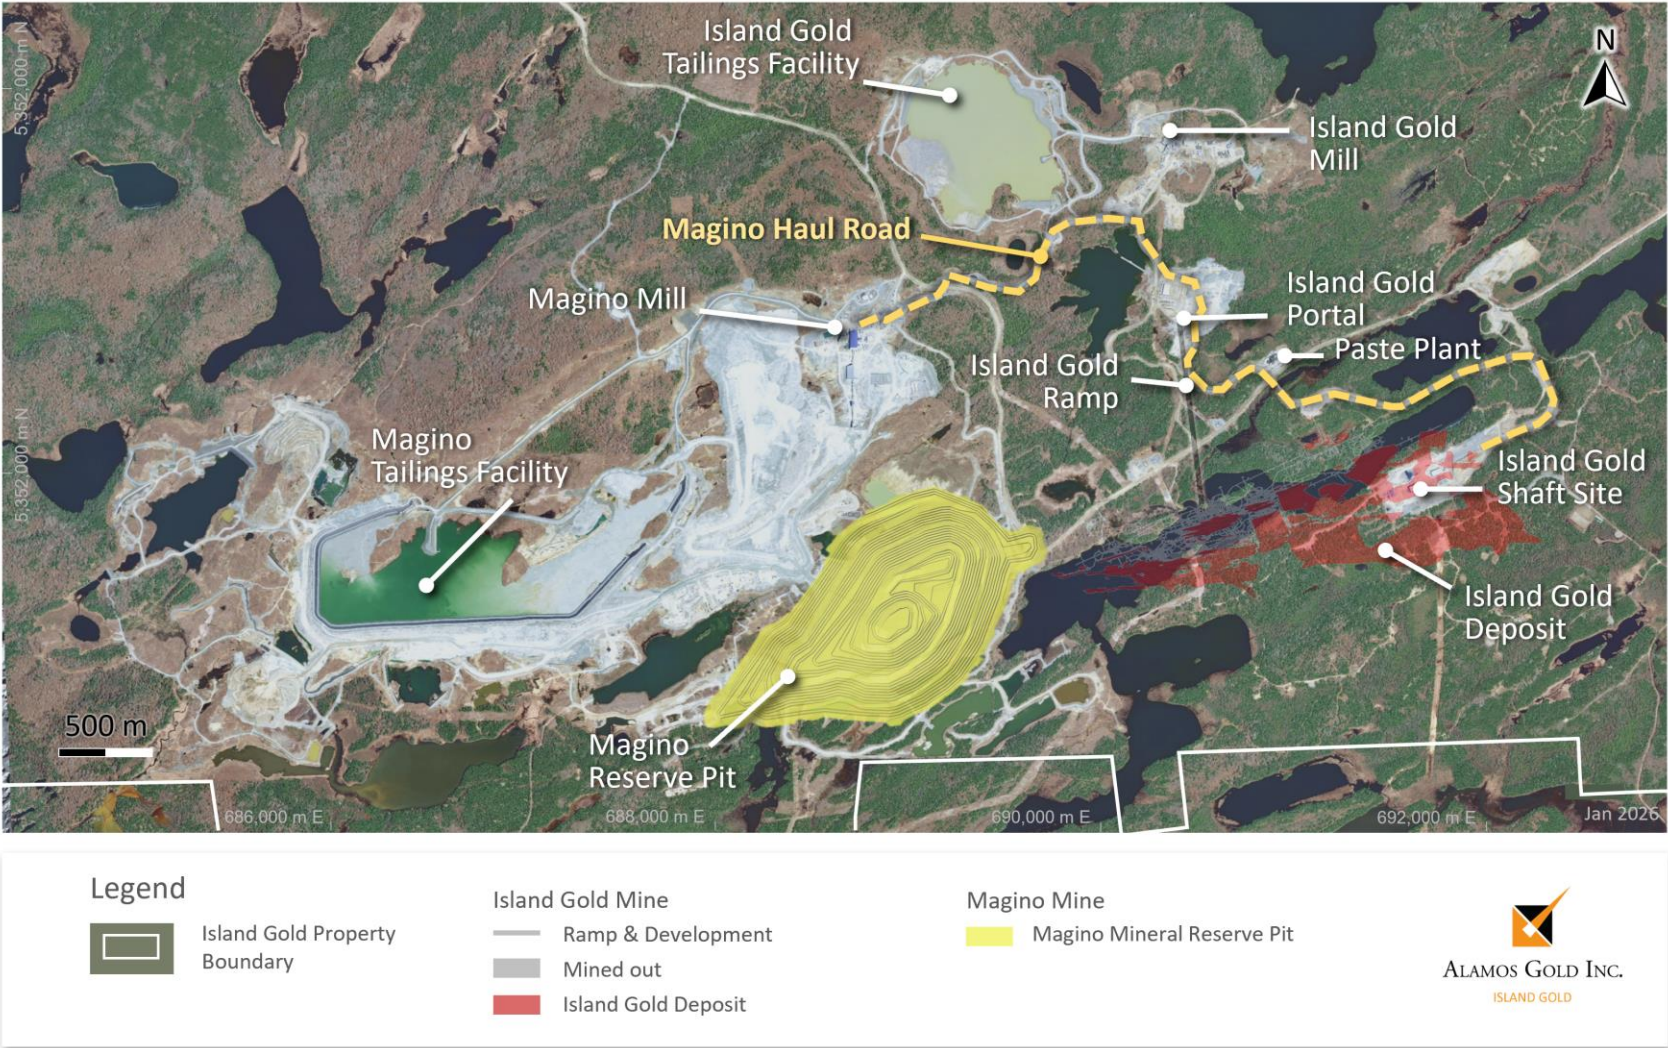 Island Gold
Tailings Facility
N
5,352,000 m N
Island Gold
Mill
Magino Haul Road
Magino Mill
Island Gold
Portal
Paste Plant
Island Gold
Ramp
5,352,000 m N
Magino
Tailings Facility
Island Gold
Shaft Site
Island Gold
Deposit
500 m
Magino
Reserve Pit
686,000 m E
688,000 m E
690,000 m E
692,000 m E
Jan 2026
Legend
Island Gold Property
Boundary
Island Gold Mine
Ramp & Development
Mined out
Island Gold Deposit
Magino Mine
Magino Mineral Reserve Pit
ALAMOS GOLD INC.
ISLAND GOLD